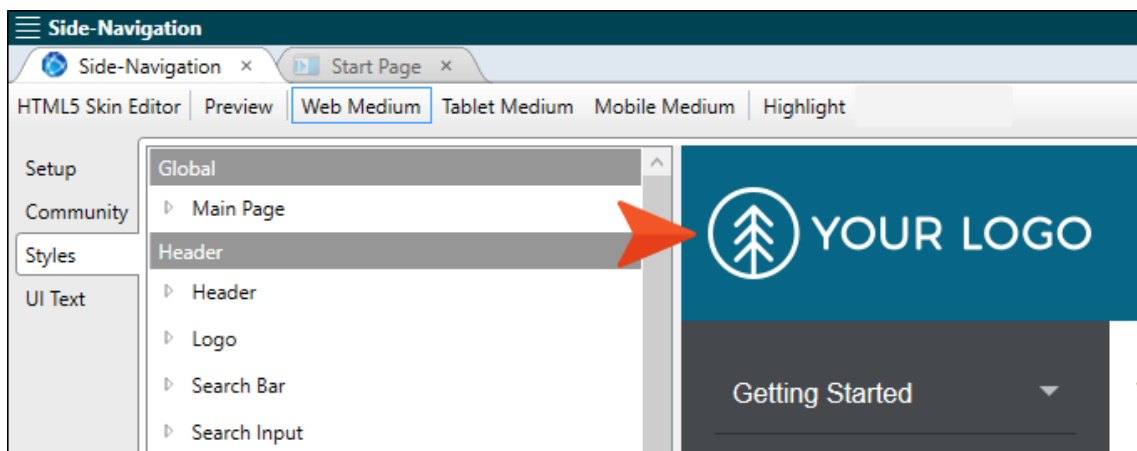 Side-Navigation
Side-Navigation × Start Page ×
HTML5 Skin Editor Preview Web Medium Tablet Medium Mobile Medium Highlight
Setup
Community
Styles
UI Text
Global
Main Page
Header
Header
Logo
Search Bar
Search Input
YOUR LOGO
Getting Started